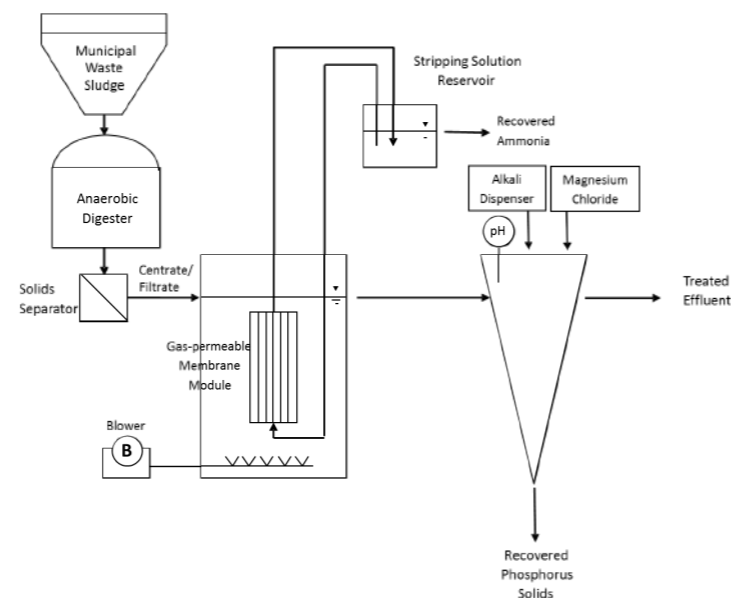 Municipal
Waste
Sludge
Stripping Solution
Reservoir
Recovered
Ammonia
Anaerobic
Digester
Alkali
Dispenser
Magnesium
Chloride
pH
Solids
Separator
Centrate/
Filtrate
Treated
Effluent
Gas-permeable
Membrane
Module
Blower
B
Recovered
Phosphorus
Solids